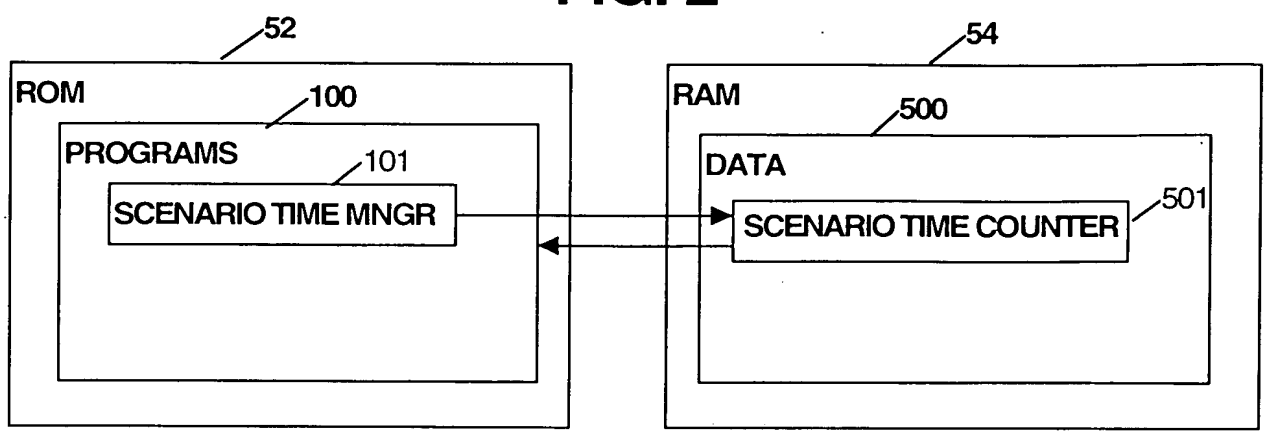 52
ROM
100
PROGRAMS
101
SCENARIO TIME MNGR
54
RAM
500
DATA
501
SCENARIO TIME COUNTER